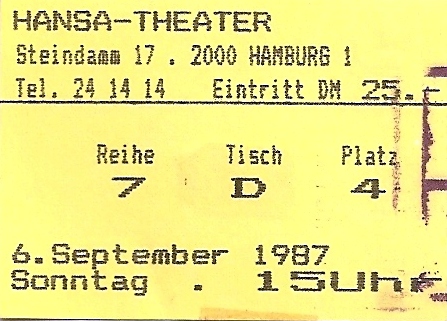 HANSA-THEATER
Steindamm 17 . 2000 HAMBURG 1
Tel. 24 14 14 Eintritt DM 25.-
Reihe Tisch Platz
7 D 4
6.September 1987
Sonntag . 15Uhr